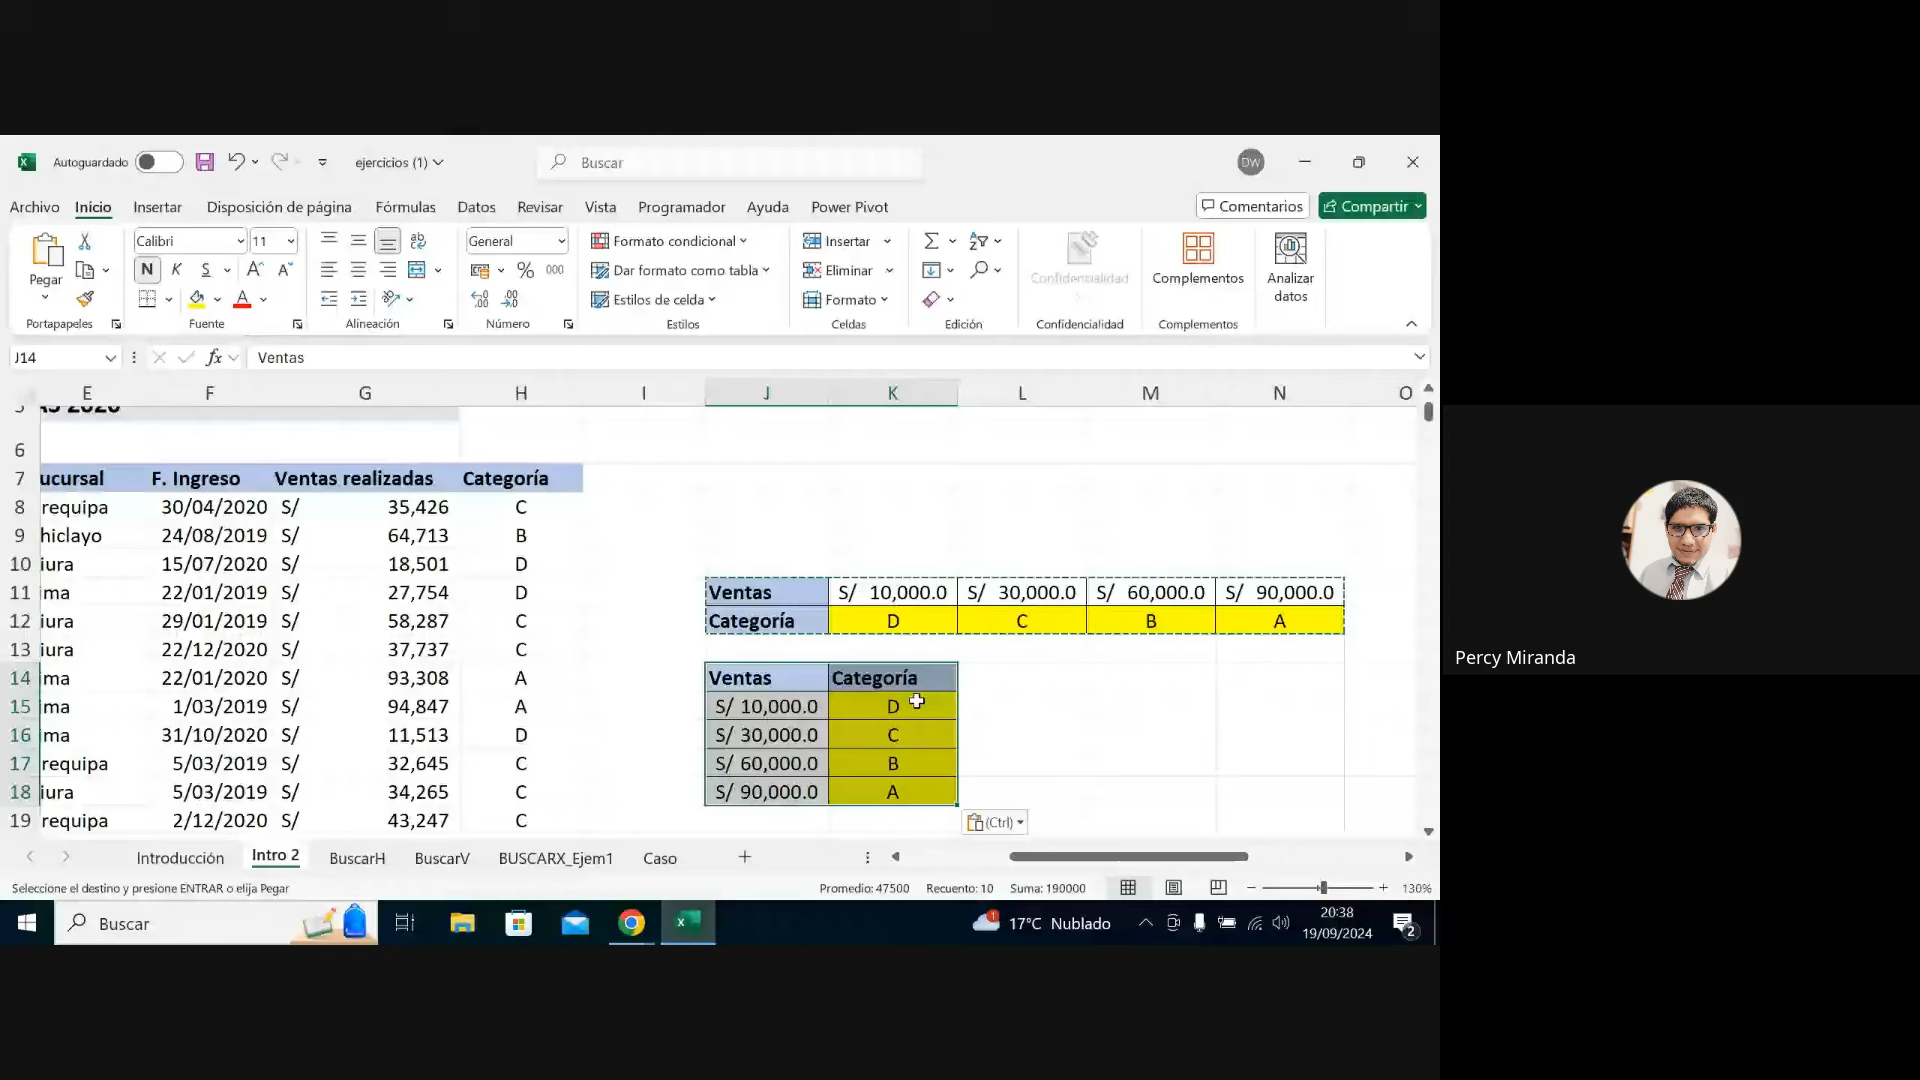 Autoguardado ejercicios (1) Buscar DW
Archivo Inicio Insertar Disposición de página Fórmulas Datos Revisar Vista Programador Ayuda Power Pivot Comentarios Compartir
Pegar Calibri 11 General Formato condicional Insertar
N K S % 000 Dar formato como tabla Eliminar Confidencialidad Complementos Analizar datos
Estilos de celda Formato
Portapapeles Fuente Alineación Número Estilos Celdas Edición Confidencialidad Complementos
J14 fx Ventas
E F G H I J K L M N O
6
7 ucursal F. Ingreso Ventas realizadas Categoría
8 requipa 30/04/2020 S/ 35,426 C
9 hiclayo 24/08/2019 S/ 64,713 B
10 iura 15/07/2020 S/ 18,501 D
11 ma 22/01/2019 S/ 27,754 D Ventas S/ 10,000.0 S/ 30,000.0 S/ 60,000.0 S/ 90,000.0
12 iura 29/01/2019 S/ 58,287 C Categoría D C B A
13 iura 22/12/2020 S/ 37,737 C
14 ma 22/01/2020 S/ 93,308 A Ventas Categoría
15 ma 1/03/2019 S/ 94,847 A S/ 10,000.0 D
16 ma 31/10/2020 S/ 11,513 D S/ 30,000.0 C
17 requipa 5/03/2019 S/ 32,645 C S/ 60,000.0 B
18 iura 5/03/2019 S/ 34,265 C S/ 90,000.0 A
19 requipa 2/12/2020 S/ 43,247 C
(Ctrl)
Introducción Intro 2 BuscarH BuscarV BUSCARX_Ejem1 Caso
Seleccione el destino y presione ENTRAR o elija Pegar Promedio: 47500 Recuento: 10 Suma: 190000 130%
Buscar 1 17°C Nublado 20:38
19/09/2024 2
Percy Miranda